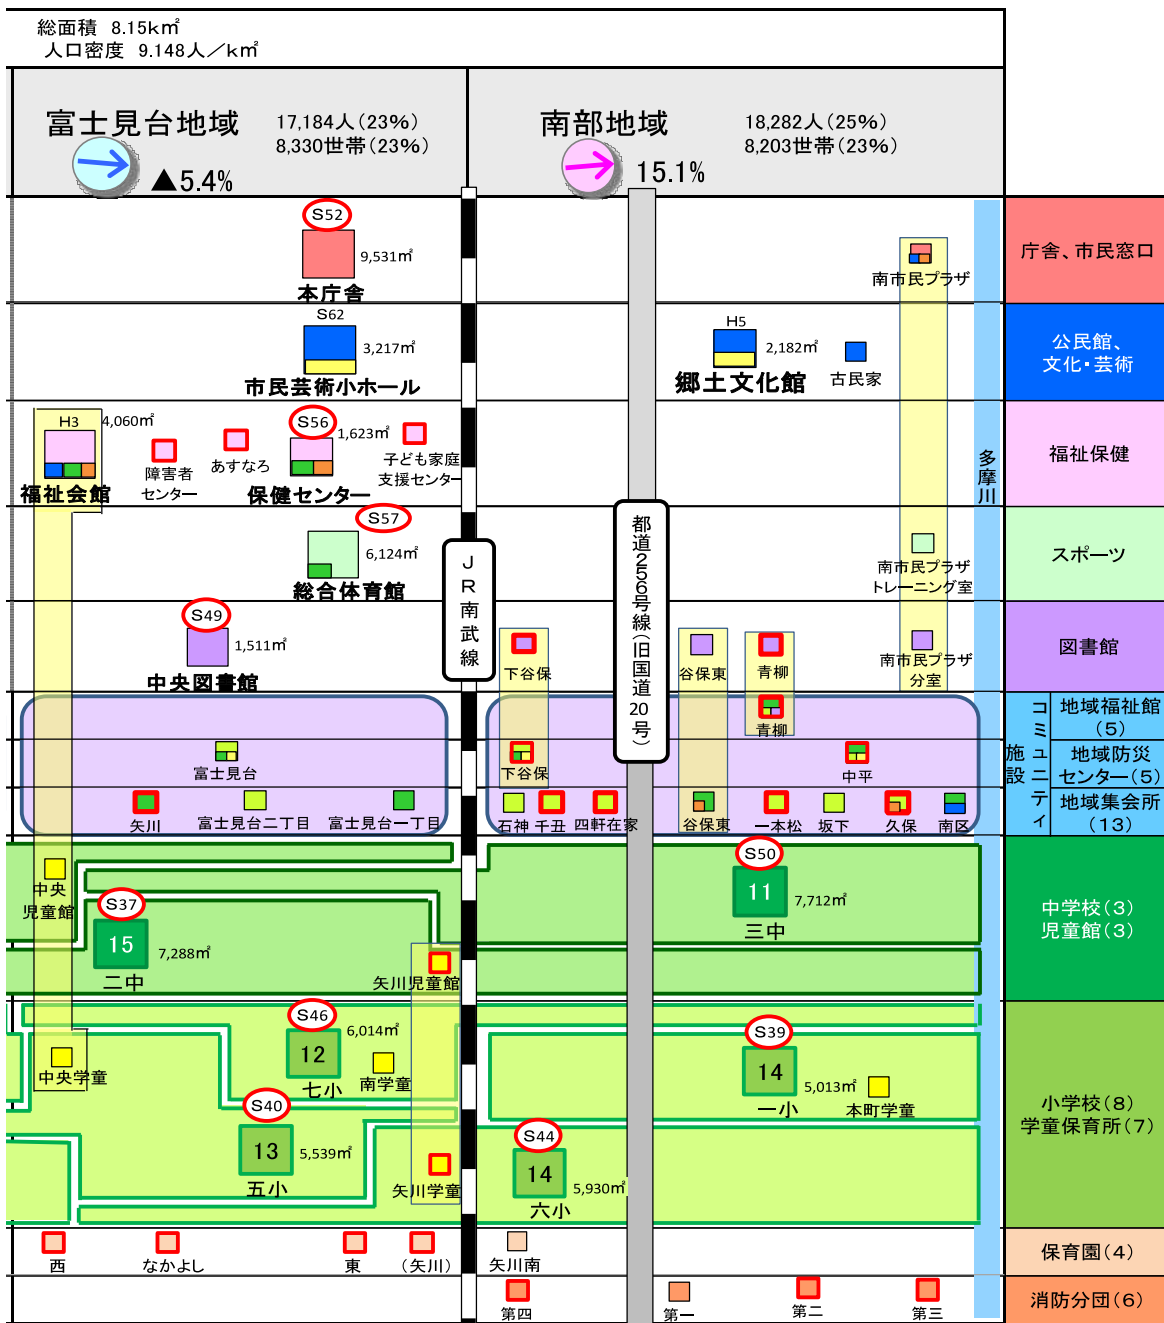 総面積 8.15k㎡
人口密度 9.148人／k㎡
富士見台地域
17,184人(23%)
8,330世帯(23%)
▲5.4%
南部地域
18,282人(25%)
8,203世帯(23%)
15.1%
S52
9,531㎡
本庁舎
南市民プラザ
庁舎、市民窓口
S62
3,217㎡
市民芸術小ホール
H5
2,182㎡
郷土文化館
古民家
公民館、
文化・芸術
H3
4,060㎡
福祉会館
障害者
センター
あすなろ
S56
1,623㎡
保健センター
子ども家庭
支援センター
多摩川
福祉保健
S57
6,124㎡
総合体育館
JR南武線
都道256号線(旧国道20号)
南市民プラザ
トレーニング室
スポーツ
S49
1,511㎡
中央図書館
下谷保
谷保東
青柳
南市民プラザ
分室
図書館
青柳
コミュニティ
施設
地域福祉館
(5)
富士見台
下谷保
中平
地域防災
センター(5)
矢川
富士見台二丁目
富士見台一丁目
石神
千丑
四軒在家
谷保東
一本松
坂下
久保
南区
地域集会所
(13)
中央
児童館
S37
15
7,288㎡
二中
矢川児童館
S50
11
7,712㎡
三中
中学校(3)
児童館(3)
中央学童
S46
6,014㎡
12
七小
南学童
S39
14
5,013㎡
一小
本町学童
S40
13
5,539㎡
五小
矢川学童
S44
14
5,930㎡
六小
小学校(8)
学童保育所(7)
西
なかよし
東
(矢川)
矢川南
保育園(4)
第四
第一
第二
第三
消防分団(6)